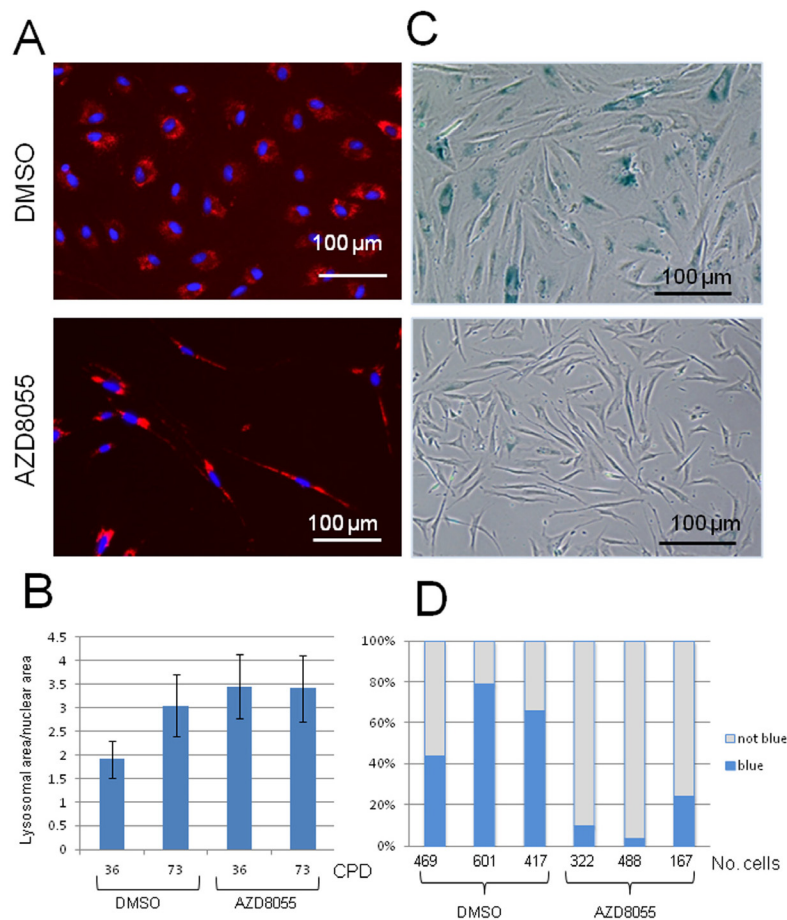 A
C
DMSO
100 µm
100 µm
AZD8055
100 µm
100 µm
B
D
Lysosomal area/nuclear area
4.5
4
3.5
3
2.5
2
1.5
1
0.5
0
36
73
36
73
CPD
DMSO
AZD8055
100%
80%
60%
40%
20%
0%
not blue
blue
469
601
417
322
488
167
No. cells
DMSO
AZD8055